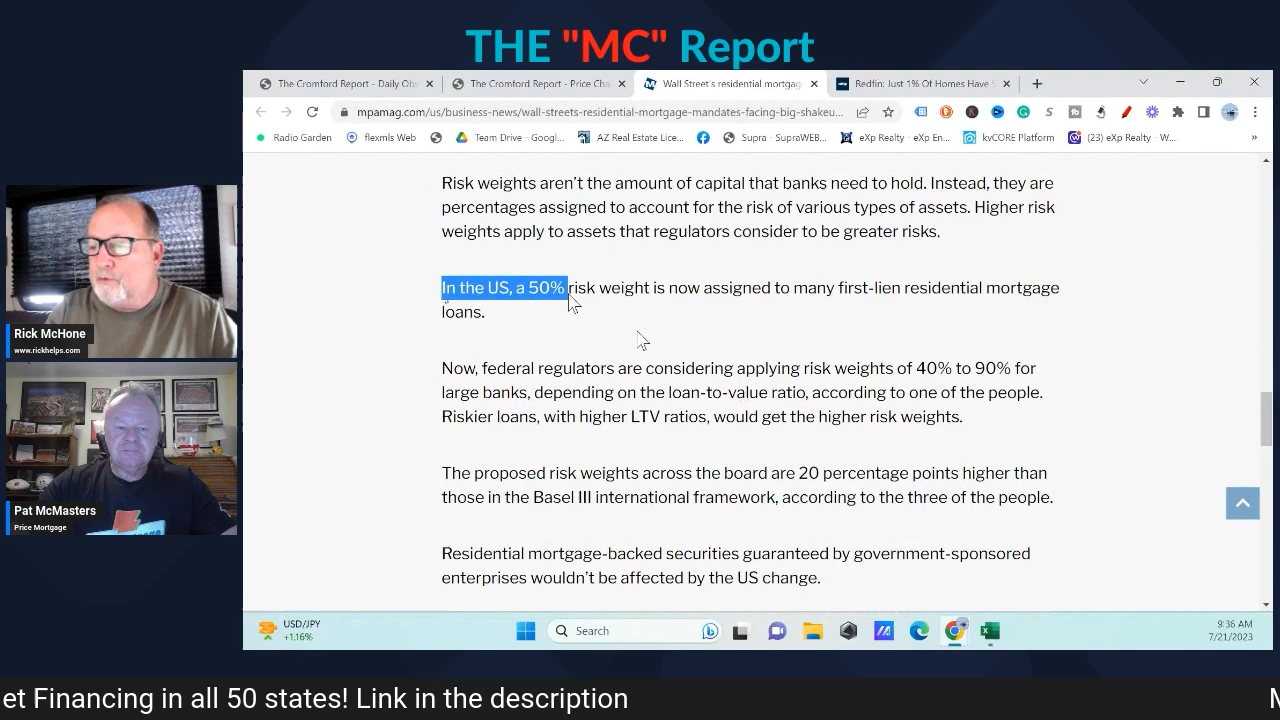 THE "MC" Report
The Cromford Report - Daily Ob
The Cromford Report - Price Cha
Wall Street's residential mortgag
Redfin: Just 1% Of Homes Have
mpamag.com/us/business-news/wall-streets-residential-mortgage-mandates-facing-big-shakeu...
Radio Garden
flexmls Web
Team Drive - Googl...
AZ Real Estate Lice...
Supra - SupraWEB...
eXp Realty - eXp En...
kvCORE Platform
(23) eXp Realty - W...
»
Risk weights aren't the amount of capital that banks need to hold. Instead, they are
percentages assigned to account for the risk of various types of assets. Higher risk
weights apply to assets that regulators consider to be greater risks.
In the US, a 50% risk weight is now assigned to many first-lien residential mortgage
loans.
Now, federal regulators are considering applying risk weights of 40% to 90% for
large banks, depending on the loan-to-value ratio, according to one of the people.
Riskier loans, with higher LTV ratios, would get the higher risk weights.
The proposed risk weights across the board are 20 percentage points higher than
those in the Basel III international framework, according to the three of the people.
Residential mortgage-backed securities guaranteed by government-sponsored
enterprises wouldn't be affected by the US change.
Rick McHone
www.rickhelps.com
Pat McMasters
Price Mortgage
USD/JPY
+1.16%
Search
9:36 AM
7/21/2023
et Financing in all 50 states! Link in the description